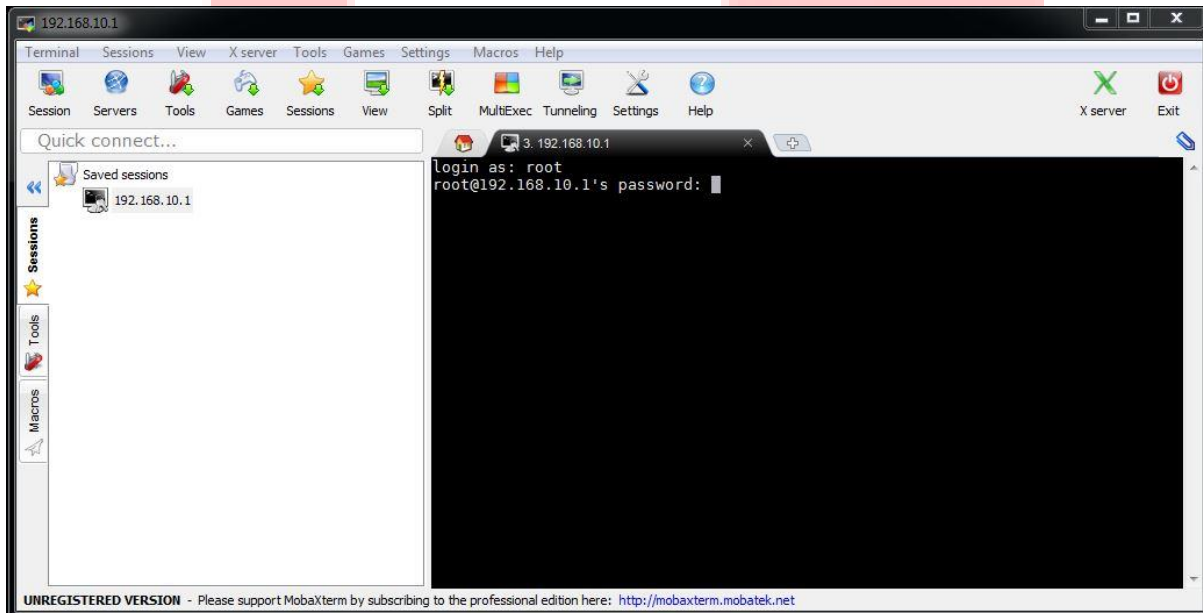 192.168.10.1
Terminal Sessions View X server Tools Games Settings Macros Help
Session Servers Tools Games Sessions View Split MultiExec Tunneling Settings Help X server Exit
Quick connect...
3. 192.168.10.1
Saved sessions
192.168.10.1
Sessions
Tools
Macros
login as: root
root@192.168.10.1's password:
UNREGISTERED VERSION - Please support MobaXterm by subscribing to the professional edition here: http://mobaxterm.mobatek.net